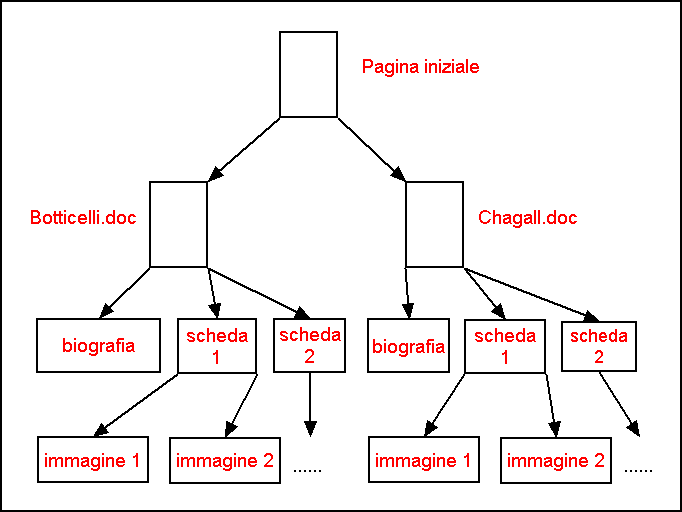 Pagina iniziale
Botticelli.doc
Chagall.doc
biografia
scheda
1
scheda
2
biografia
scheda
1
scheda
2
immagine 1
immagine 2
......
immagine 1
immagine 2
......